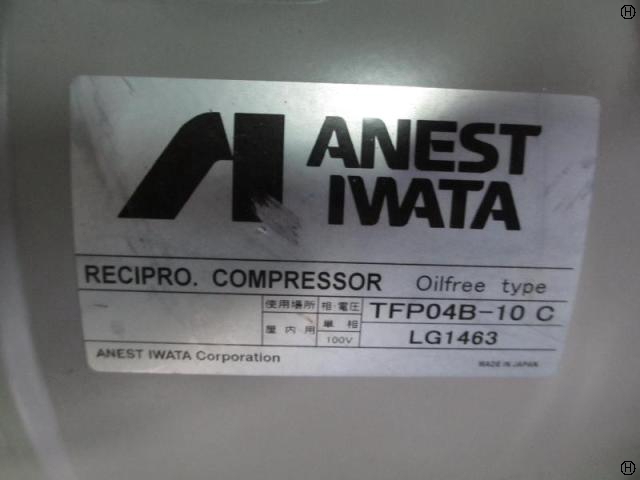 ANEST
IWATA
RECIPRO. COMPRESSOR Oilfree type
使用場所 相・電圧 TFP04B-10 C
屋内用 単相 100V LG1463
ANEST IWATA Corporation
MADE IN JAPAN
H
H